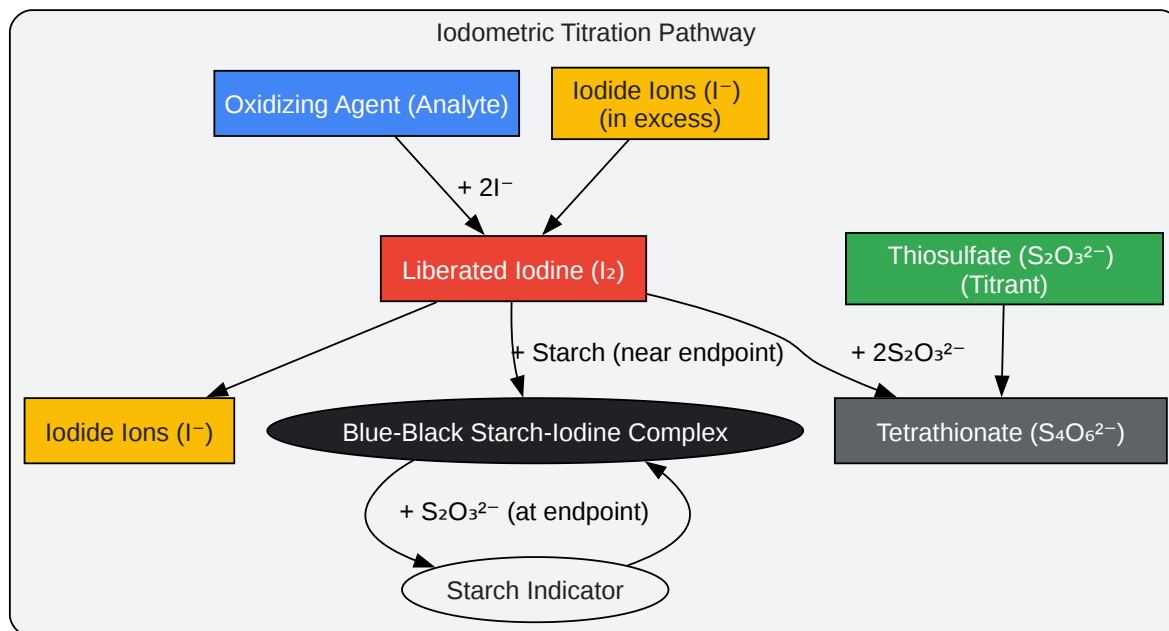 Iodometric Titration Pathway
Oxidizing Agent (Analyte)
Iodide Ions (I⁻)
(in excess)
+ 2I⁻
Liberated Iodine (I₂)
Thiosulfate (S₂O₃²⁻)
(Titrant)
+ Starch (near endpoint)
+ 2S₂O₃²⁻
Iodide Ions (I⁻)
Blue-Black Starch-Iodine Complex
Tetrathionate (S₄O₆²⁻)
+ S₂O₃²⁻ (at endpoint)
Starch Indicator